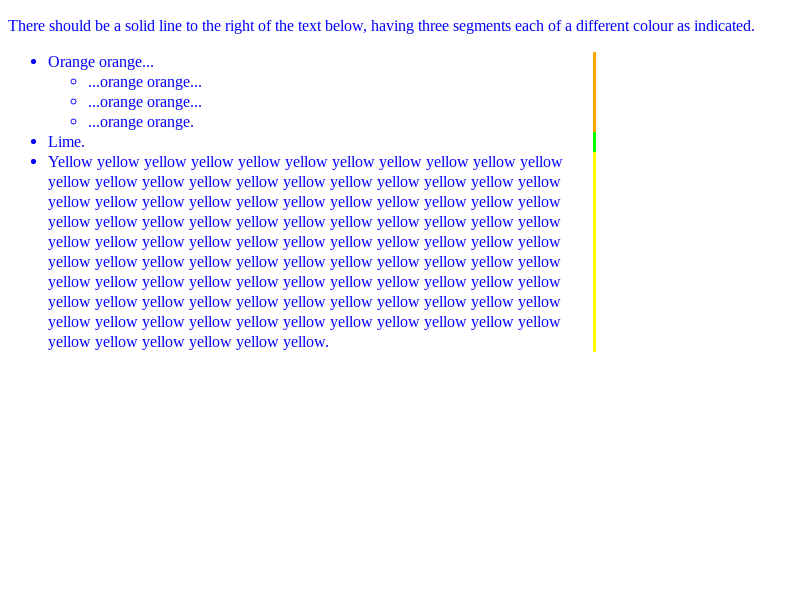 There should be a solid line to the right of the text below, having three segments each of a different colour as indicated.
Orange orange...
...orange orange...
...orange orange...
...orange orange.
Lime.
Yellow yellow yellow yellow yellow yellow yellow yellow yellow yellow yellow
yellow yellow yellow yellow yellow yellow yellow yellow yellow yellow yellow
yellow yellow yellow yellow yellow yellow yellow yellow yellow yellow yellow
yellow yellow yellow yellow yellow yellow yellow yellow yellow yellow yellow
yellow yellow yellow yellow yellow yellow yellow yellow yellow yellow yellow
yellow yellow yellow yellow yellow yellow yellow yellow yellow yellow yellow
yellow yellow yellow yellow yellow yellow yellow yellow yellow yellow yellow
yellow yellow yellow yellow yellow yellow yellow yellow yellow yellow yellow
yellow yellow yellow yellow yellow yellow yellow yellow yellow yellow yellow
yellow yellow yellow yellow yellow yellow.